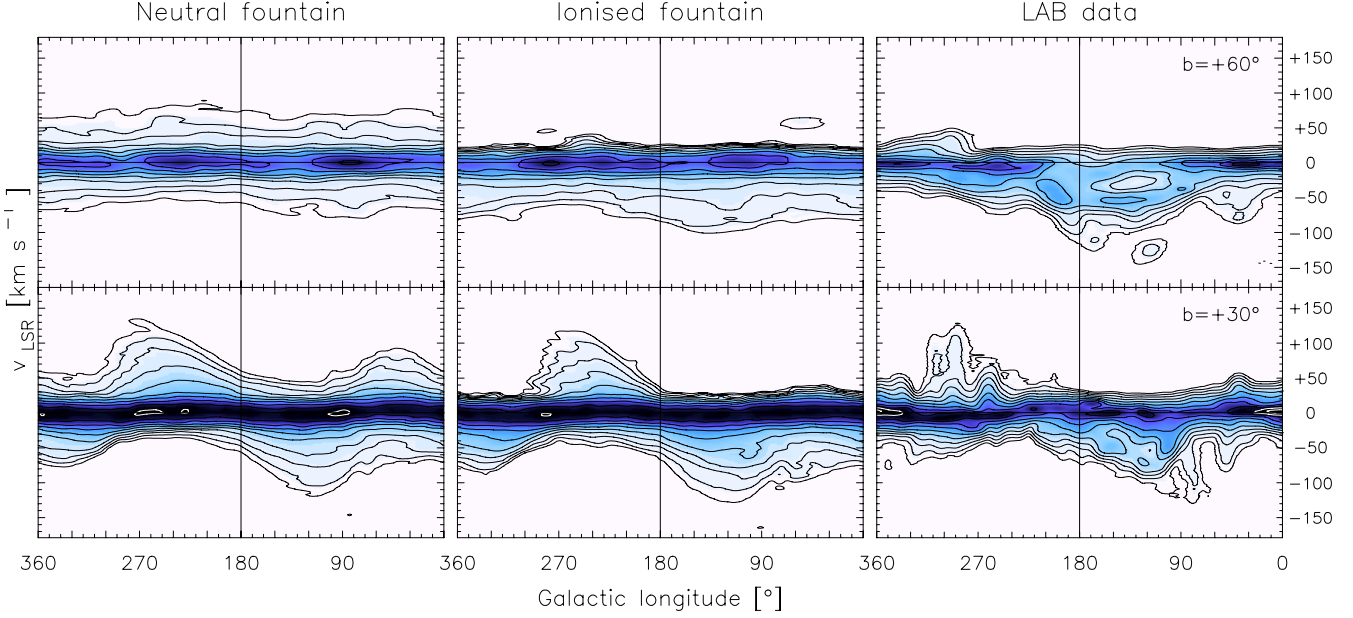 Neutral fountain Ionised fountain LAB data
b=+60°
+150
+100
+50
0
−50
−100
−150
b=+30°
+150
+100
+50
0
−50
−100
−150
v LSR [km s −1]
360 270 180 90 360 270 180 90 360 270 180 90 0
Galactic longitude [°]